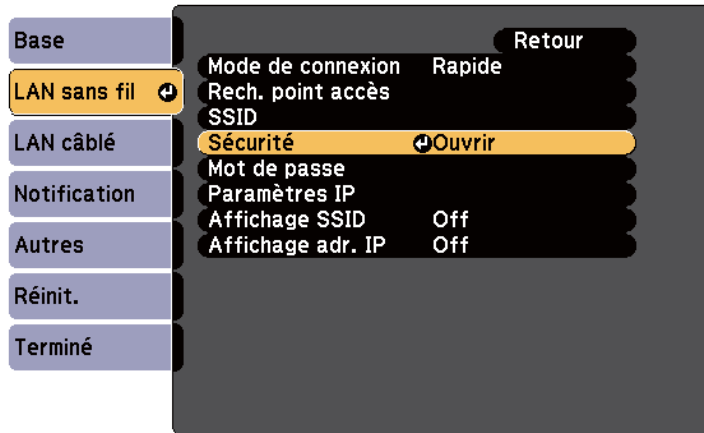 Base
LAN sans fil
LAN câblé
Notification
Autres
Réinit.
Terminé
Retour
Mode de connexion Rapide
Rech. point accès
SSID
Sécurité Ouvrir
Mot de passe
Paramètres IP
Affichage SSID Off
Affichage adr. IP Off